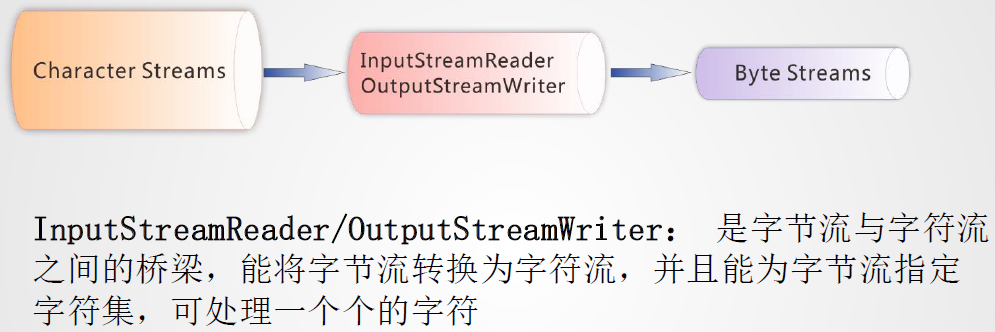 Character Streams
InputStreamReader
OutputStreamWriter
Byte Streams
InputStreamReader/OutputStreamWriter: 是字节流与字符流
之间的桥梁，能将字节流转换为字符流，并且能为字节流指定
字符集，可处理一个个的字符